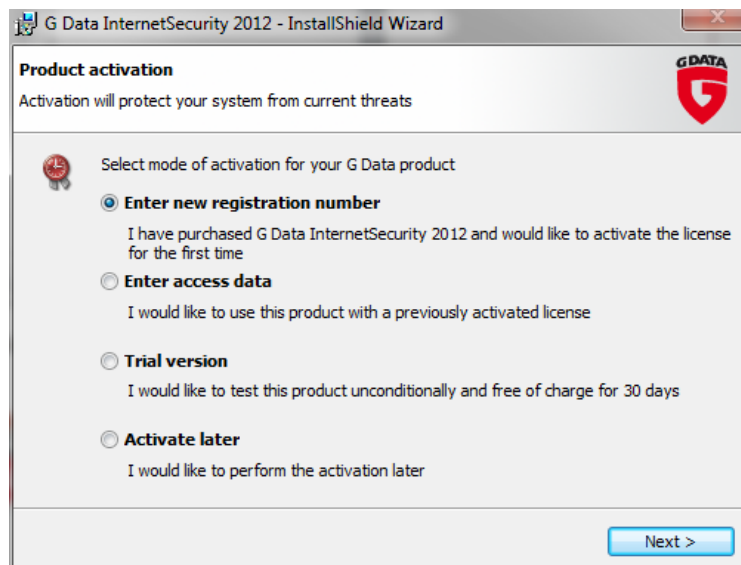 G Data InternetSecurity 2012 - InstallShield Wizard
Product activation
GDATA
Activation will protect your system from current threats
Select mode of activation for your G Data product
Enter new registration number
I have purchased G Data InternetSecurity 2012 and would like to activate the license
for the first time
Enter access data
I would like to use this product with a previously activated license
Trial version
I would like to test this product unconditionally and free of charge for 30 days
Activate later
I would like to perform the activation later
Next >